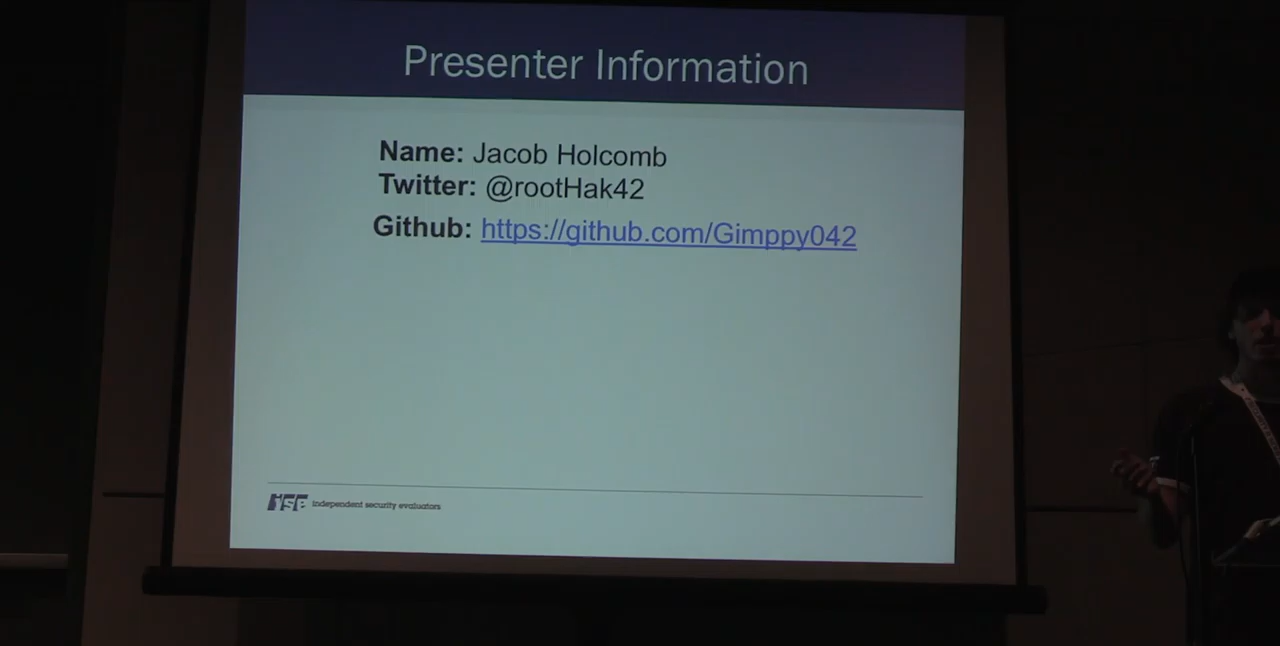 Presenter Information
Name: Jacob Holcomb
Twitter: @rootHak42
Github: https://github.com/Gimppy042
ise independent security evaluators